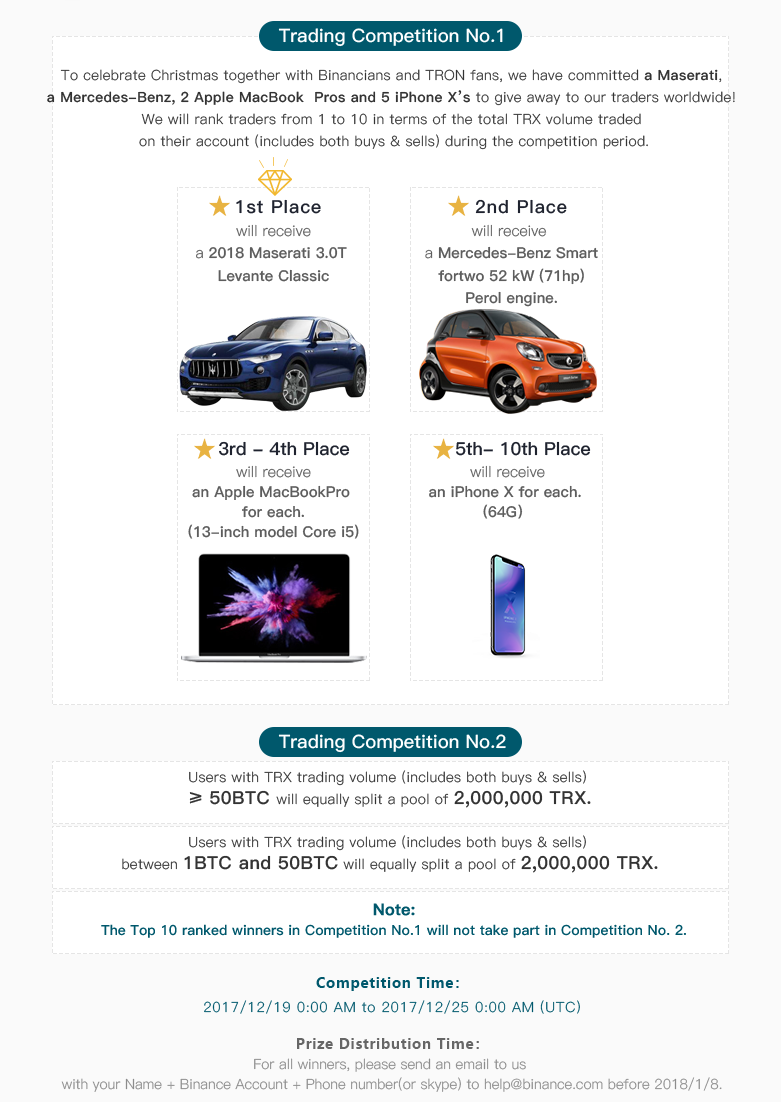 Trading Competition No.1
To celebrate Christmas together with Binancians and TRON fans, we have committed a Maserati,
a Mercedes-Benz, 2 Apple MacBook Pros and 5 iPhone X's to give away to our traders worldwide!
We will rank traders from 1 to 10 in terms of the total TRX volume traded
on their account (includes both buys & sells) during the competition period.
1st Place
will receive
a 2018 Maserati 3.0T
Levante Classic
2nd Place
will receive
a Mercedes-Benz Smart
fortwo 52 kW (71hp)
Perol engine.
3rd - 4th Place
will receive
an Apple MacBookPro
for each.
(13-inch model Core i5)
5th- 10th Place
will receive
an iPhone X for each.
(64G)
Trading Competition No.2
Users with TRX trading volume (includes both buys & sells)
≥ 50BTC will equally split a pool of 2,000,000 TRX.
Users with TRX trading volume (includes both buys & sells)
between 1BTC and 50BTC will equally split a pool of 2,000,000 TRX.
Note:
The Top 10 ranked winners in Competition No.1 will not take part in Competition No. 2.
Competition Time:
2017/12/19 0:00 AM to 2017/12/25 0:00 AM (UTC)
Prize Distribution Time:
For all winners, please send an email to us
with your Name + Binance Account + Phone number(or skype) to help@binance.com before 2018/1/8.